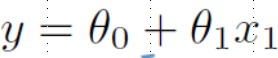 y = θ₀ + θ₁x₁